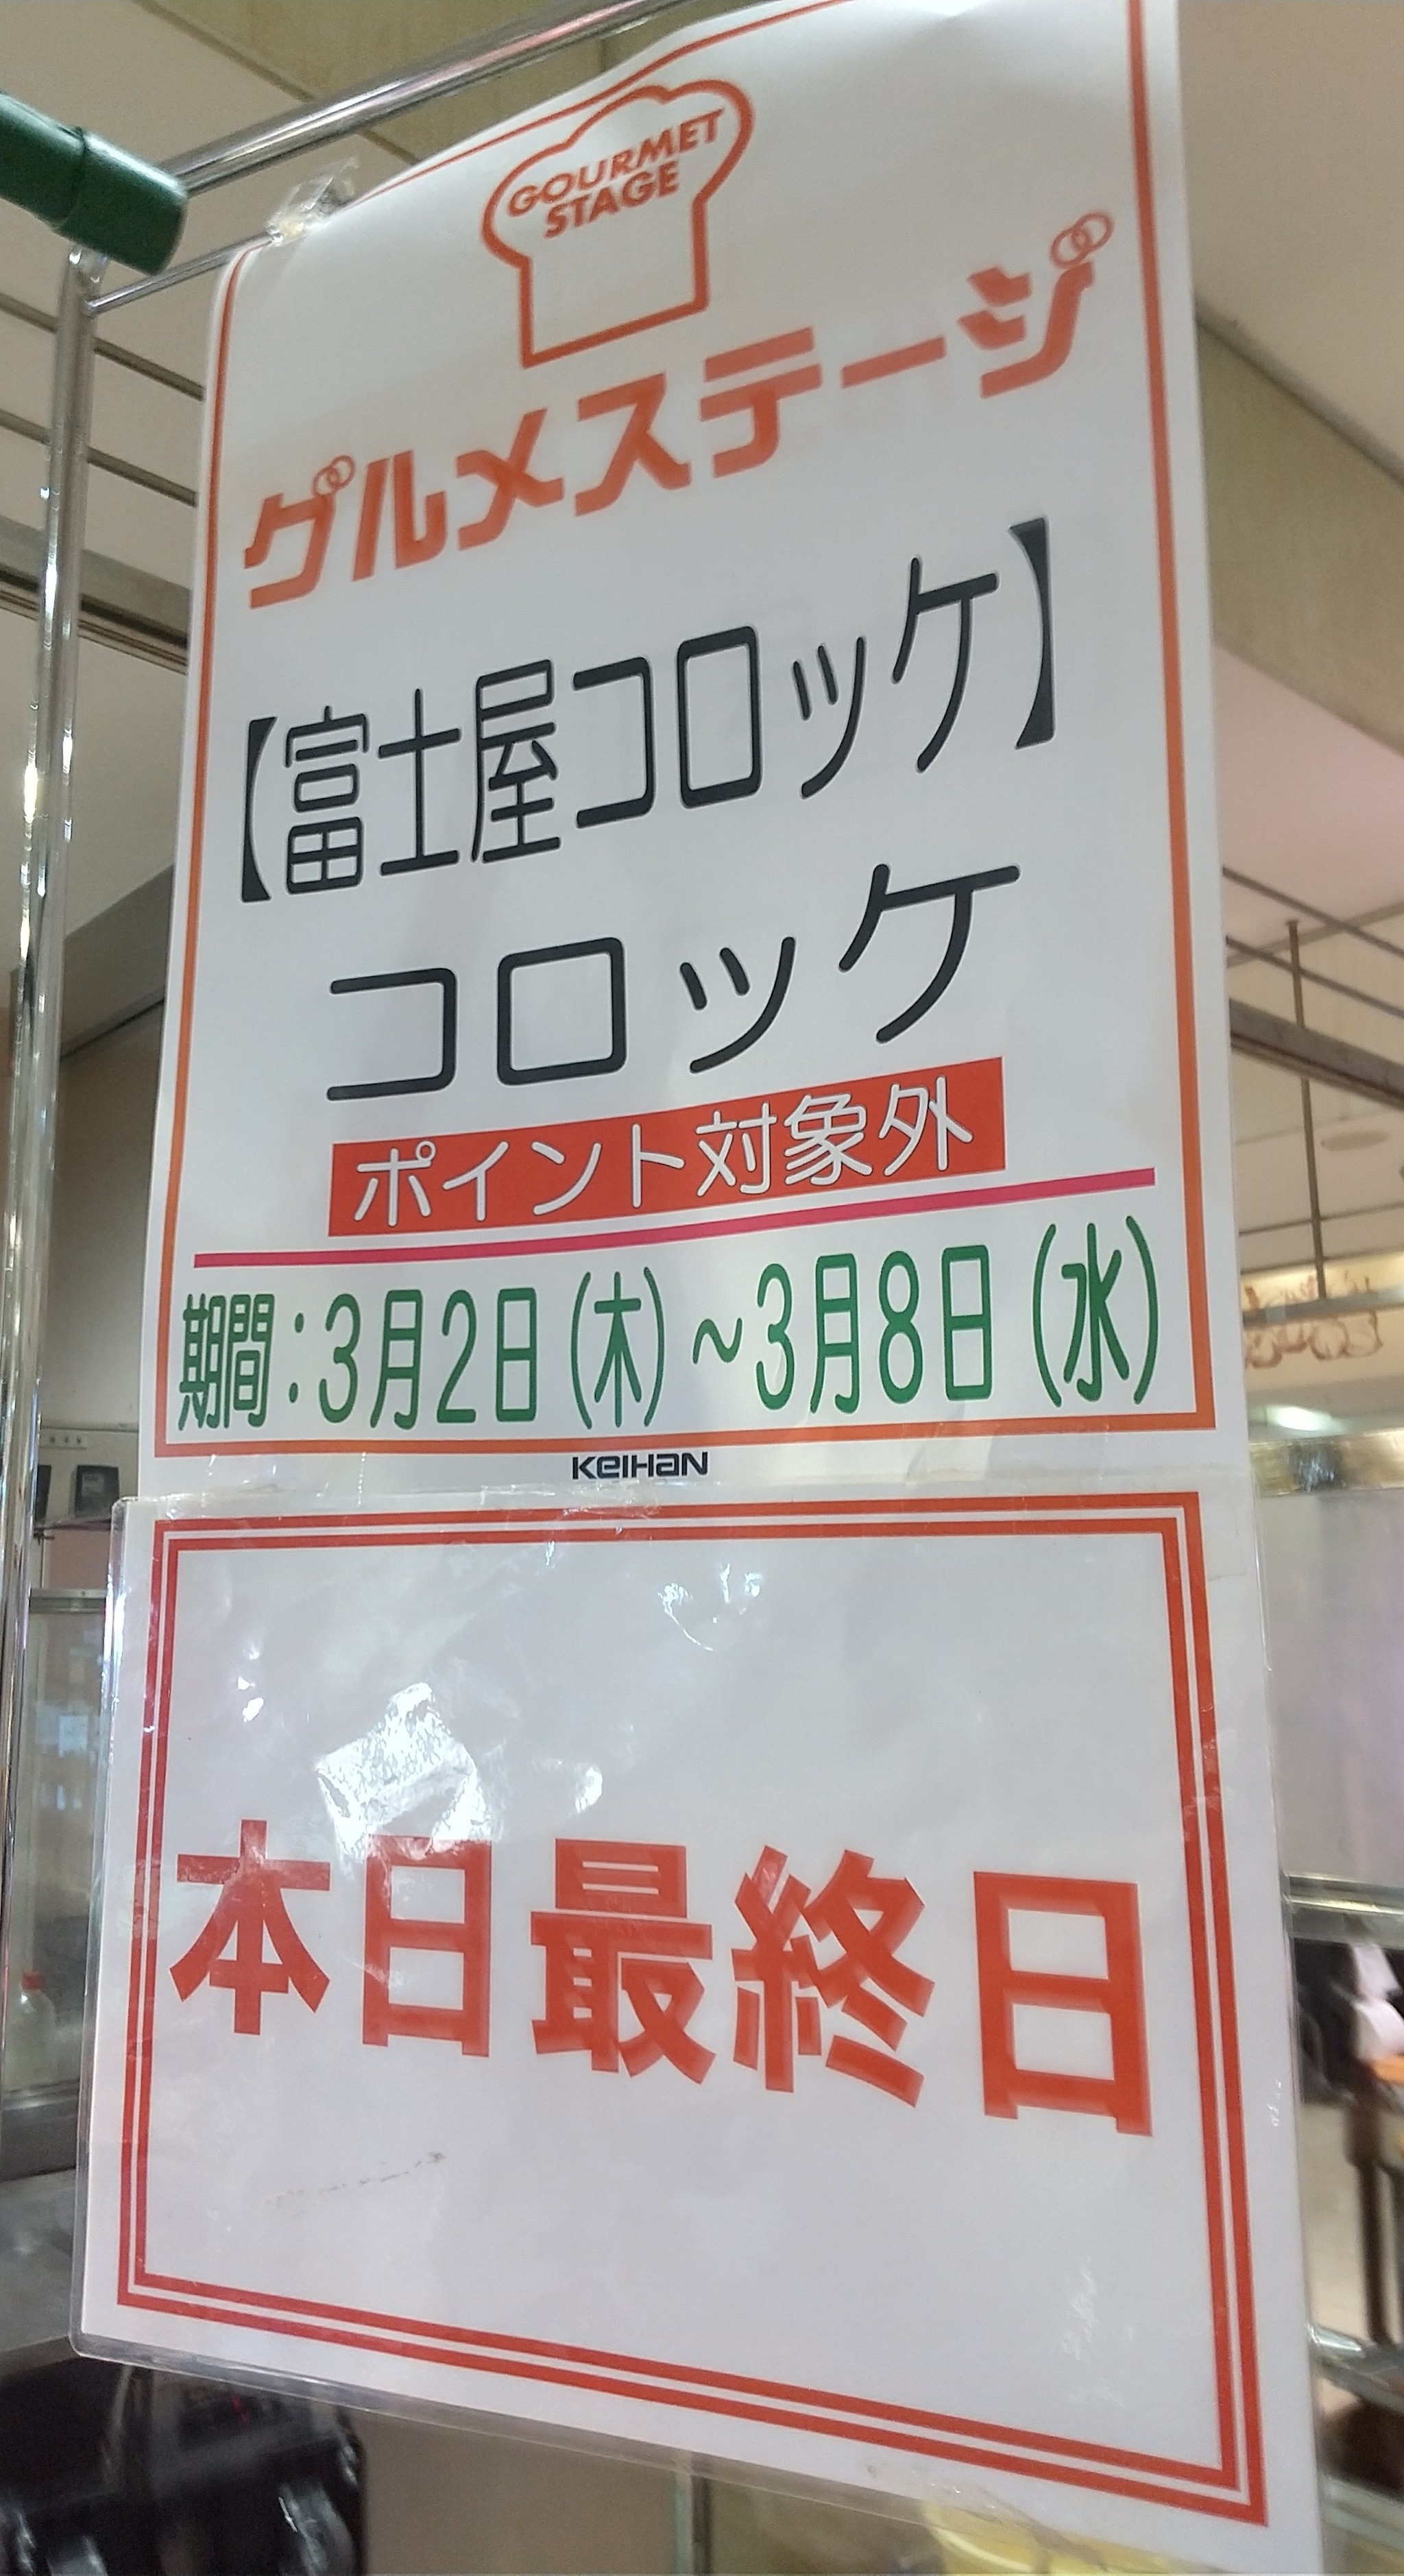 GOURMET
STAGE
グルメステージ
【富士屋コロッケ】
コロッケ
ポイント対象外
期間：3月2日（木）～3月8日（水）
KEIHAN
本日最終日